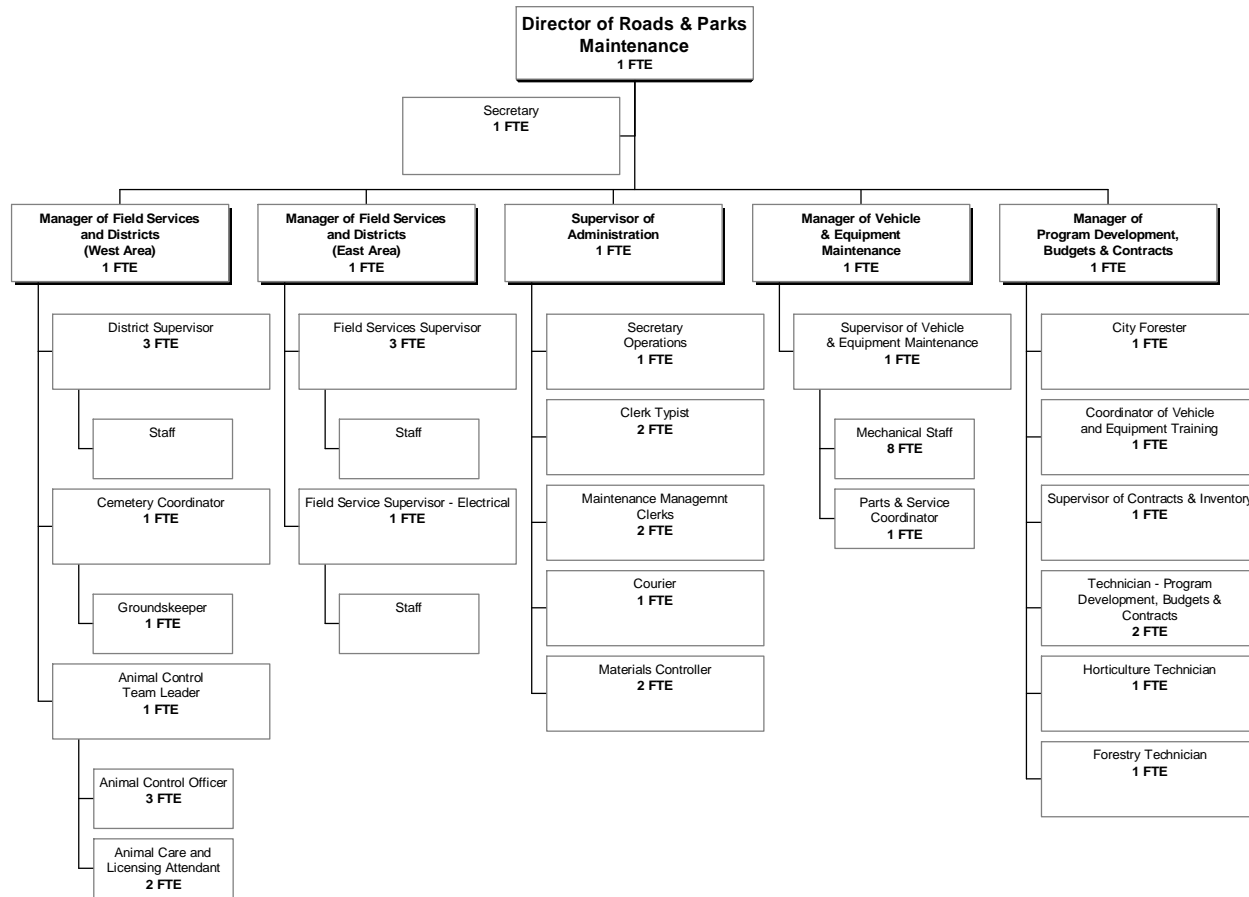 Director of Roads & Parks
Maintenance
1 FTE
Secretary
1 FTE
Manager of Field Services
and Districts
(West Area)
1 FTE
Manager of Field Services
and Districts
(East Area)
1 FTE
Supervisor of
Administration
1 FTE
Manager of Vehicle
& Equipment
Maintenance
1 FTE
Manager of
Program Development,
Budgets & Contracts
1 FTE
District Supervisor
3 FTE
Staff
Cemetery Coordinator
1 FTE
Groundskeeper
1 FTE
Animal Control
Team Leader
1 FTE
Animal Control Officer
3 FTE
Animal Care and
Licensing Attendant
2 FTE
Field Services Supervisor
3 FTE
Staff
Field Service Supervisor - Electrical
1 FTE
Staff
Secretary
Operations
1 FTE
Clerk Typist
2 FTE
Maintenance Managemnt
Clerks
2 FTE
Courier
1 FTE
Materials Controller
2 FTE
Supervisor of Vehicle
& Equipment Maintenance
1 FTE
Mechanical Staff
8 FTE
Parts & Service
Coordinator
1 FTE
City Forester
1 FTE
Coordinator of Vehicle
and Equipment Training
1 FTE
Supervisor of Contracts & Inventory
1 FTE
Technician - Program
Development, Budgets &
Contracts
2 FTE
Horticulture Technician
1 FTE
Forestry Technician
1 FTE